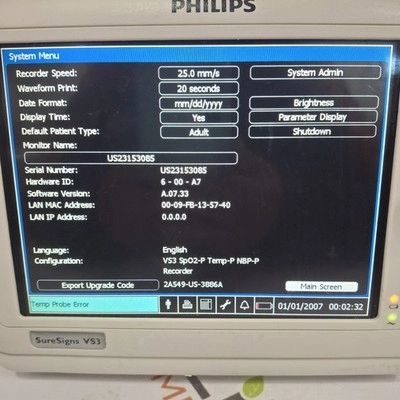 PHILIPS
System Menu
Recorder Speed: 25.0 mm/s System Admin
Waveform Print: 20 seconds
Date Format: mm/dd/yyyy Brightness
Display Time: Yes Parameter Display
Default Patient Type: Adult Shutdown
Monitor Name:
US23153085
Serial Number: US23153085
Hardware ID: 6 - 00 - A7
Software Version: A.07.33
LAN MAC Address: 00-09-FB-13-57-40
LAN IP Address: 0.0.0.0
Language: English
Configuration: VS3 SpO2-P Temp-P NBP-P
Recorder
Export Upgrade Code 2A549-US-3886A Main Screen
Temp Probe Error 01/01/2007 00:02:32
SureSigns VS3